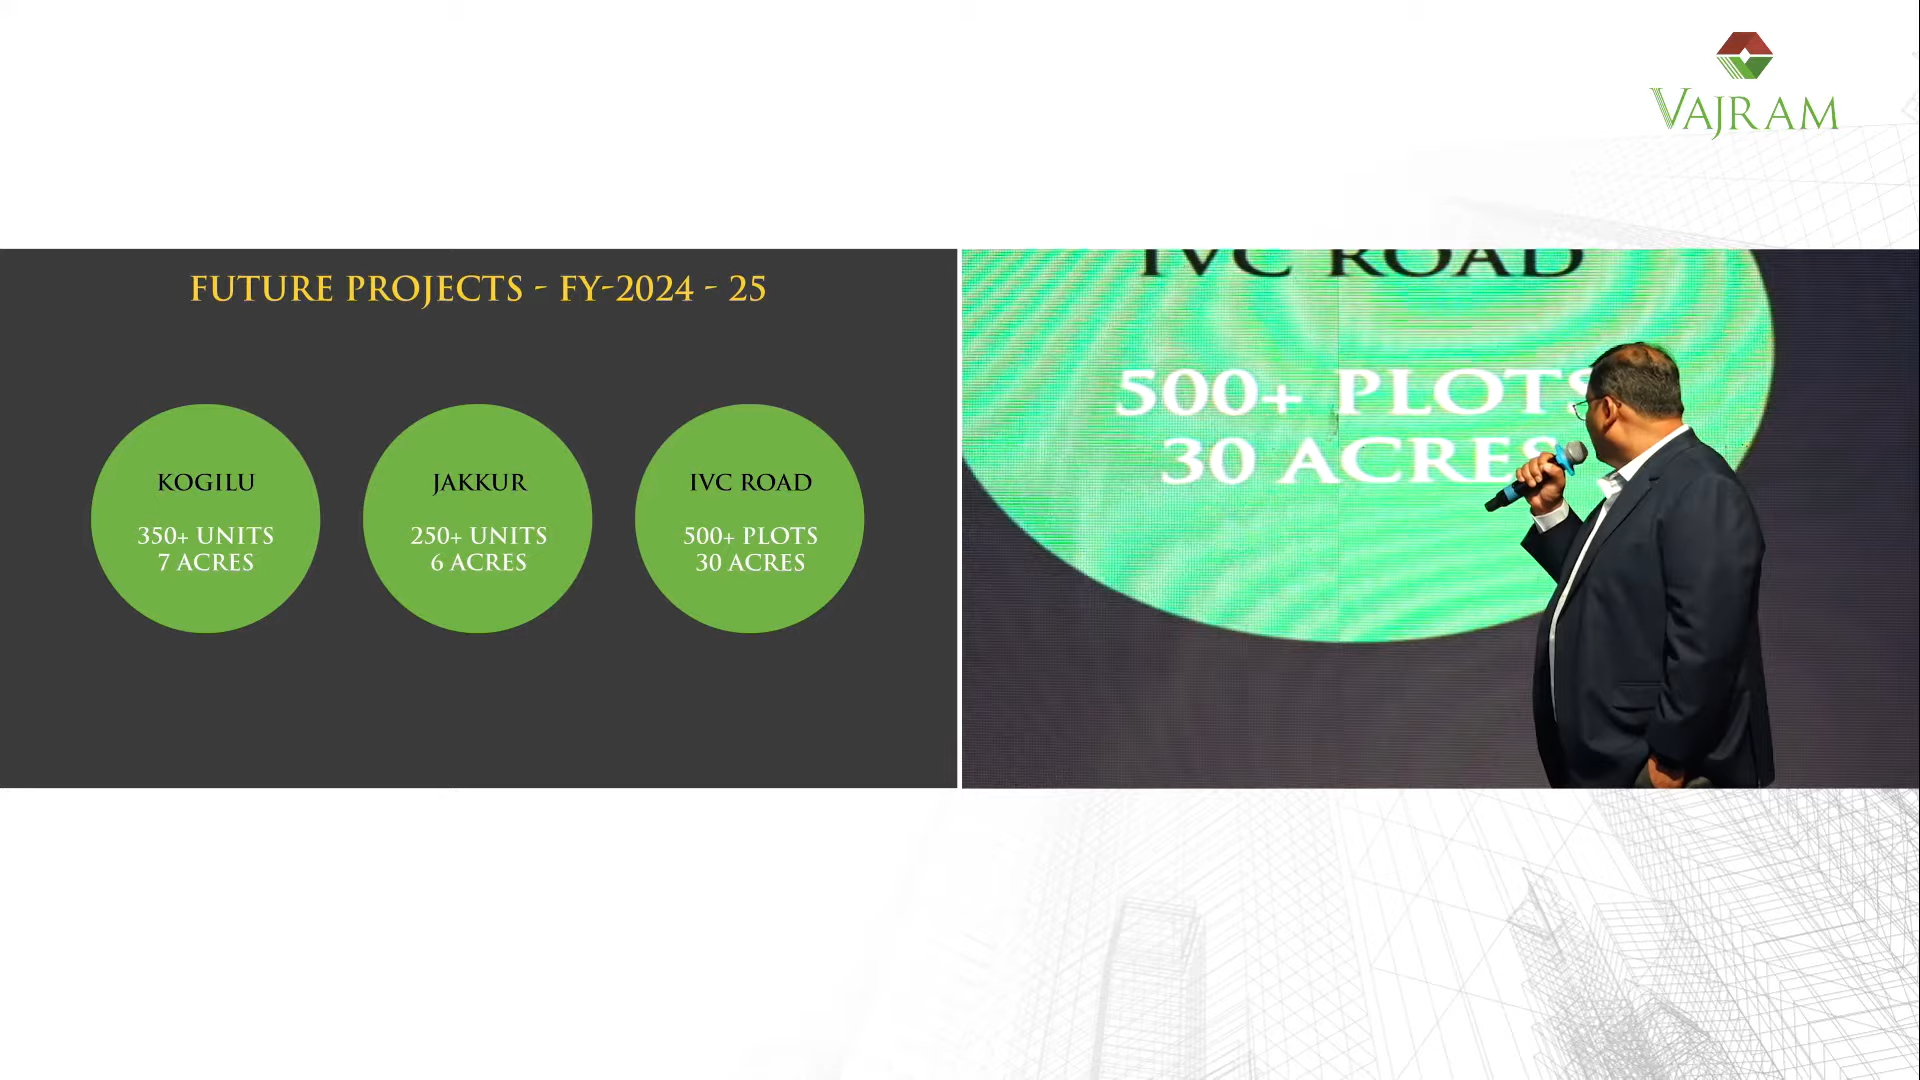 VAJRAM
FUTURE PROJECTS - FY-2024 - 25
KOGILU
350+ UNITS
7 ACRES
JAKKUR
250+ UNITS
6 ACRES
IVC ROAD
500+ PLOTS
30 ACRES
IVC ROAD
500+ PLOTS
30 ACRES